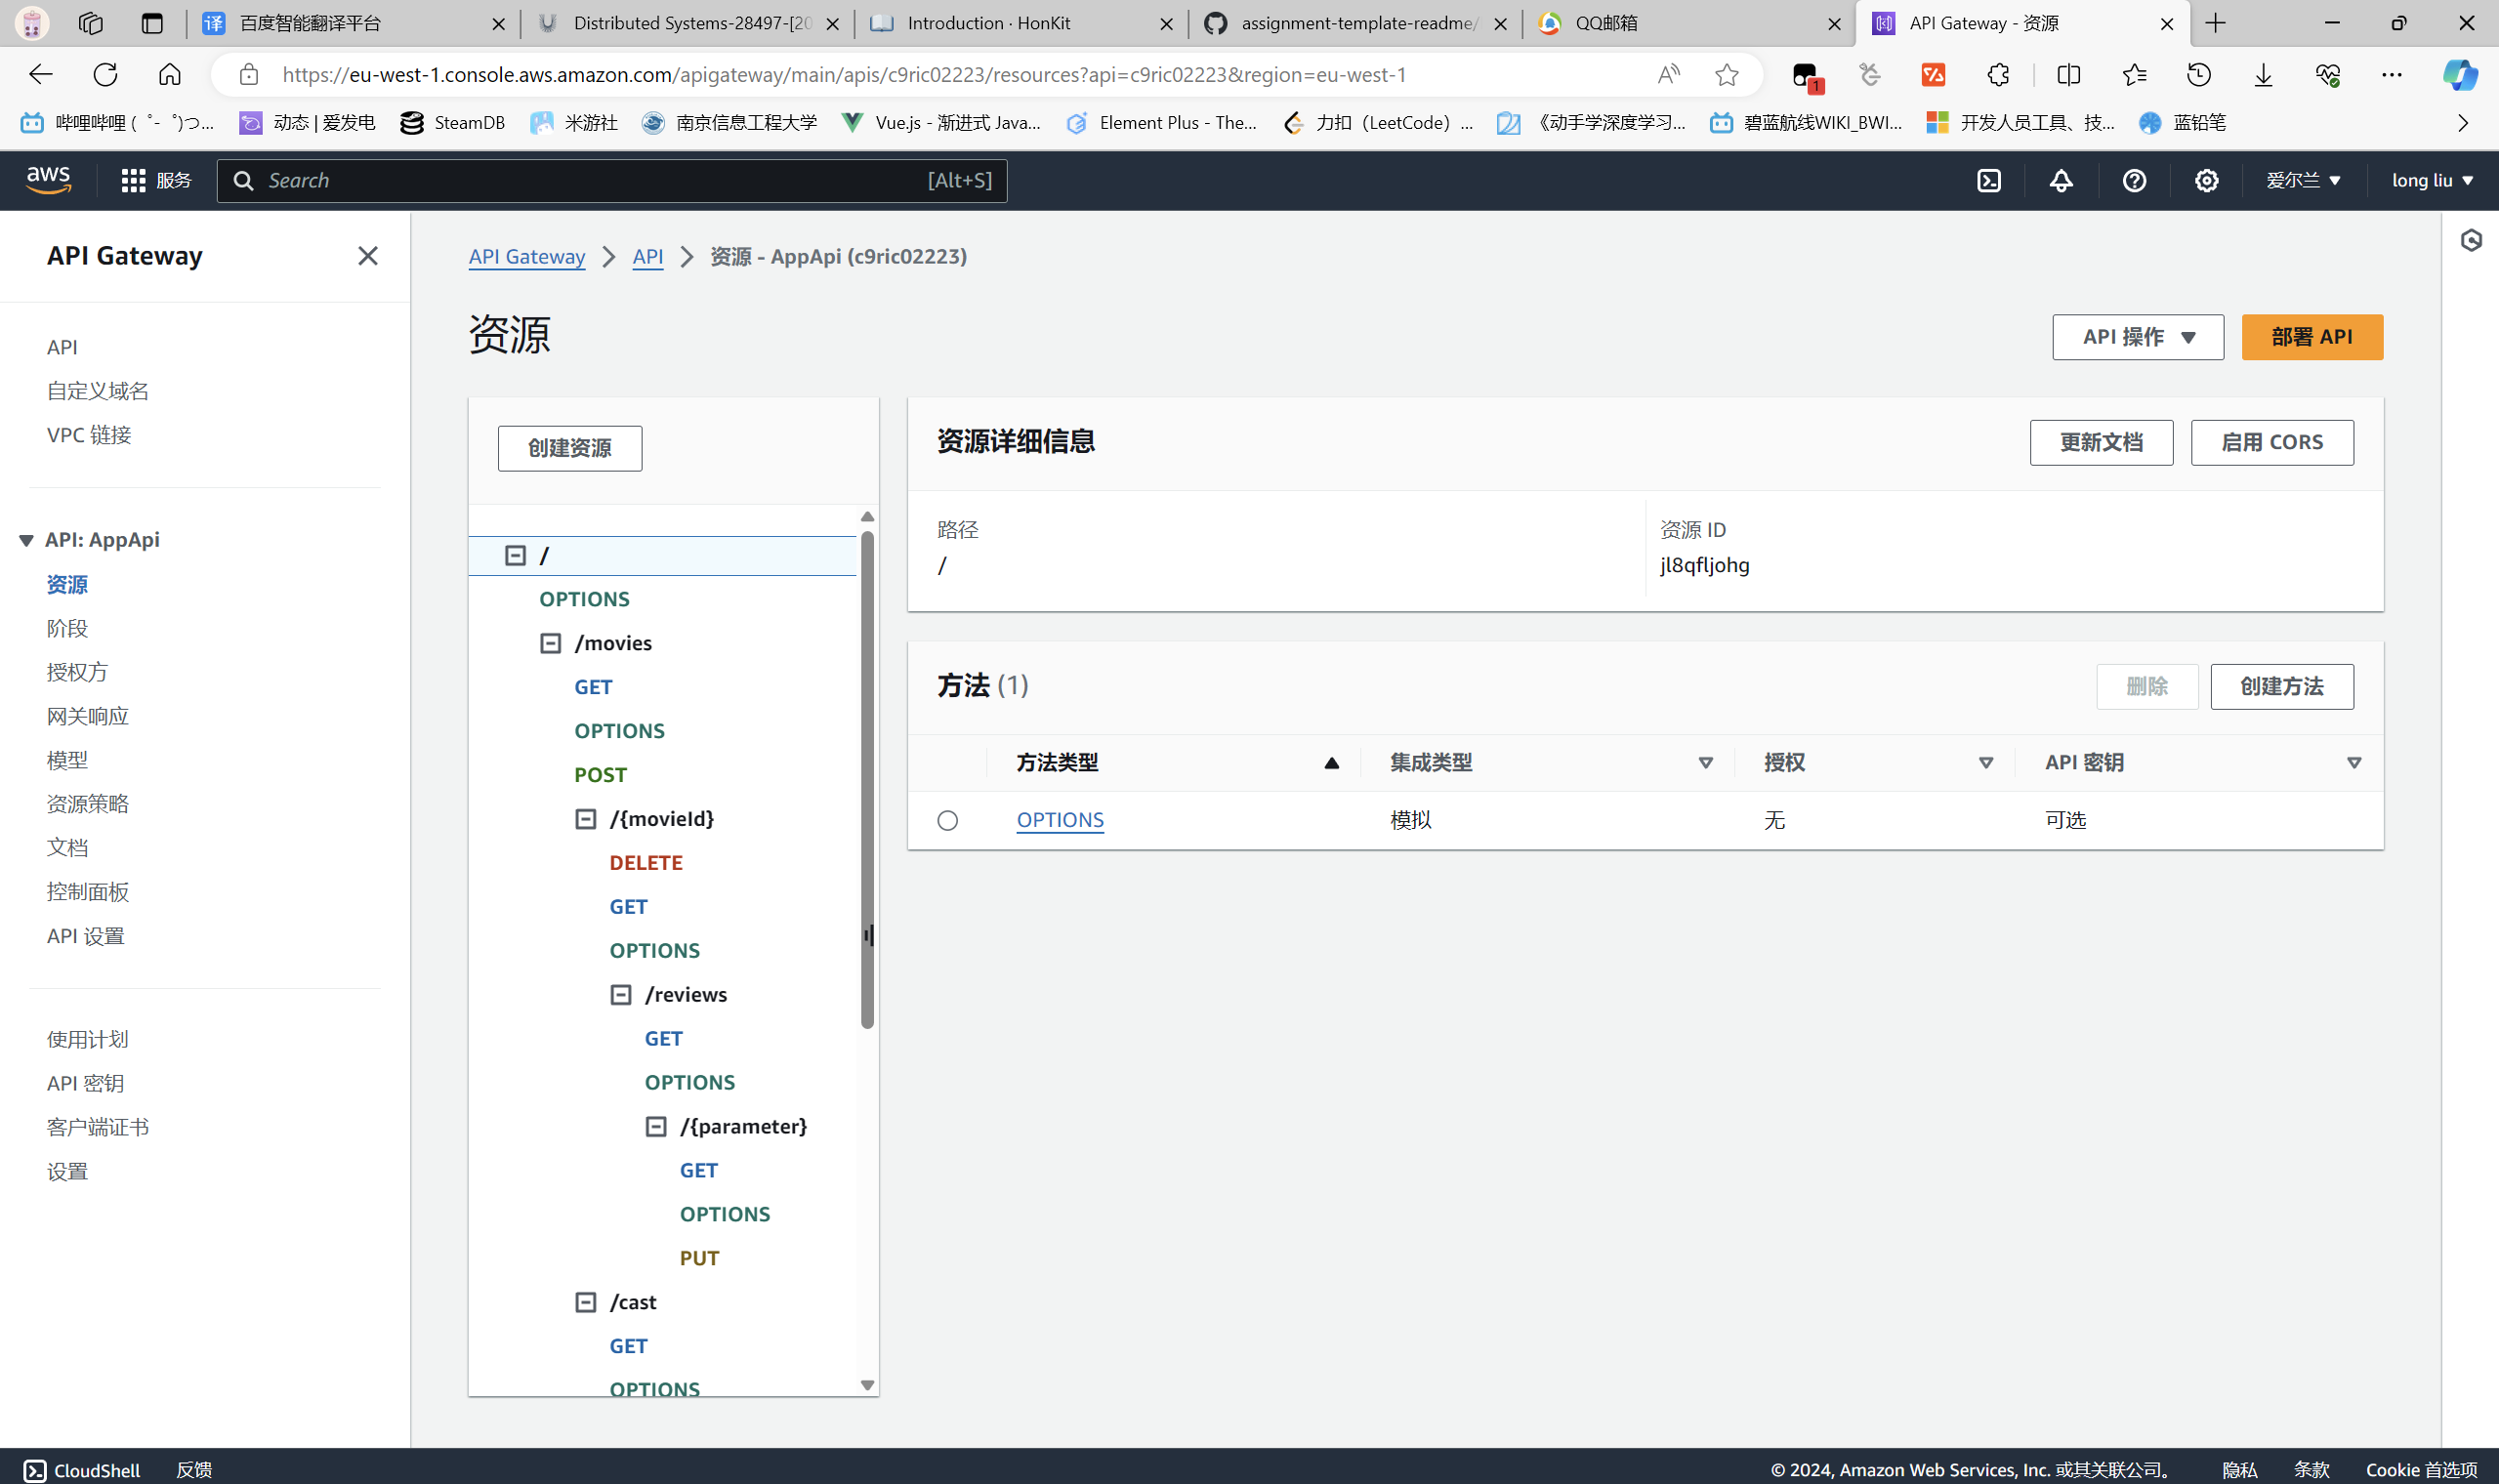 百度智能翻译平台
Distributed Systems-28497-[20
Introduction · HonKit
assignment-template-readme/
QQ邮箱
API Gateway - 资源
https://eu-west-1.console.aws.amazon.com/apigateway/main/apis/c9ric02223/resources?api=c9ric02223&region=eu-west-1
1
哔哩哔哩 ( ゜- ゜)つ...
动态 | 爱发电
SteamDB
米游社
南京信息工程大学
Vue.js - 渐进式 Java...
Element Plus - The...
力扣（LeetCode）...
《动手学深度学习...
碧蓝航线WIKI_BWI...
开发人员工具、技...
蓝铅笔
aws
服务
Search
[Alt+S]
爱尔兰
long liu
API Gateway
API
自定义域名
VPC 链接
API: AppApi
资源
阶段
授权方
网关响应
模型
资源策略
文档
控制面板
API 设置
使用计划
API 密钥
客户端证书
设置
API Gateway
API
资源 - AppApi (c9ric02223)
资源
API 操作
部署 API
创建资源
/
OPTIONS
/movies
GET
OPTIONS
POST
/{movieId}
DELETE
GET
OPTIONS
/reviews
GET
OPTIONS
/{parameter}
GET
OPTIONS
PUT
/cast
GET
OPTIONS
资源详细信息
更新文档
启用 CORS
路径
/
资源 ID
jl8qfljohg
方法 (1)
删除
创建方法
方法类型
集成类型
授权
API 密钥
OPTIONS
模拟
无
可选
CloudShell
反馈
© 2024, Amazon Web Services, Inc. 或其关联公司。
隐私
条款
Cookie 首选项